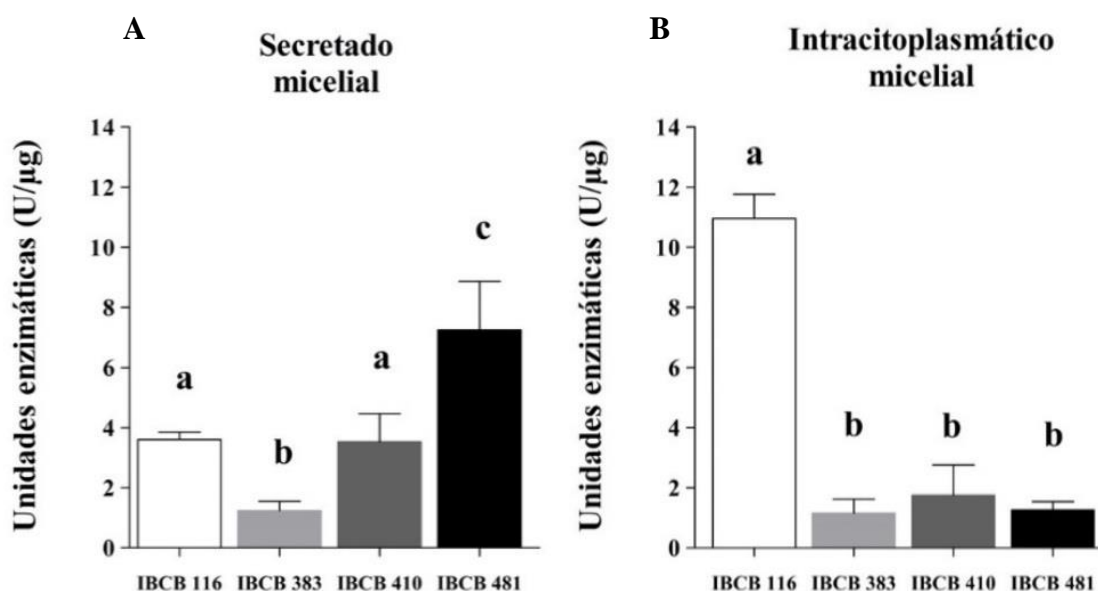 A
Secretado
micelial
Unidades enzimáticas (U/µg)
14
12
10
8
6
4
2
0
a
b
a
c
IBCB 116
IBCB 383
IBCB 410
IBCB 481
B
Intracitoplasmático
micelial
Unidades enzimáticas (U/µg)
14
12
10
8
6
4
2
0
a
b
b
b
IBCB 116
IBCB 383
IBCB 410
IBCB 481